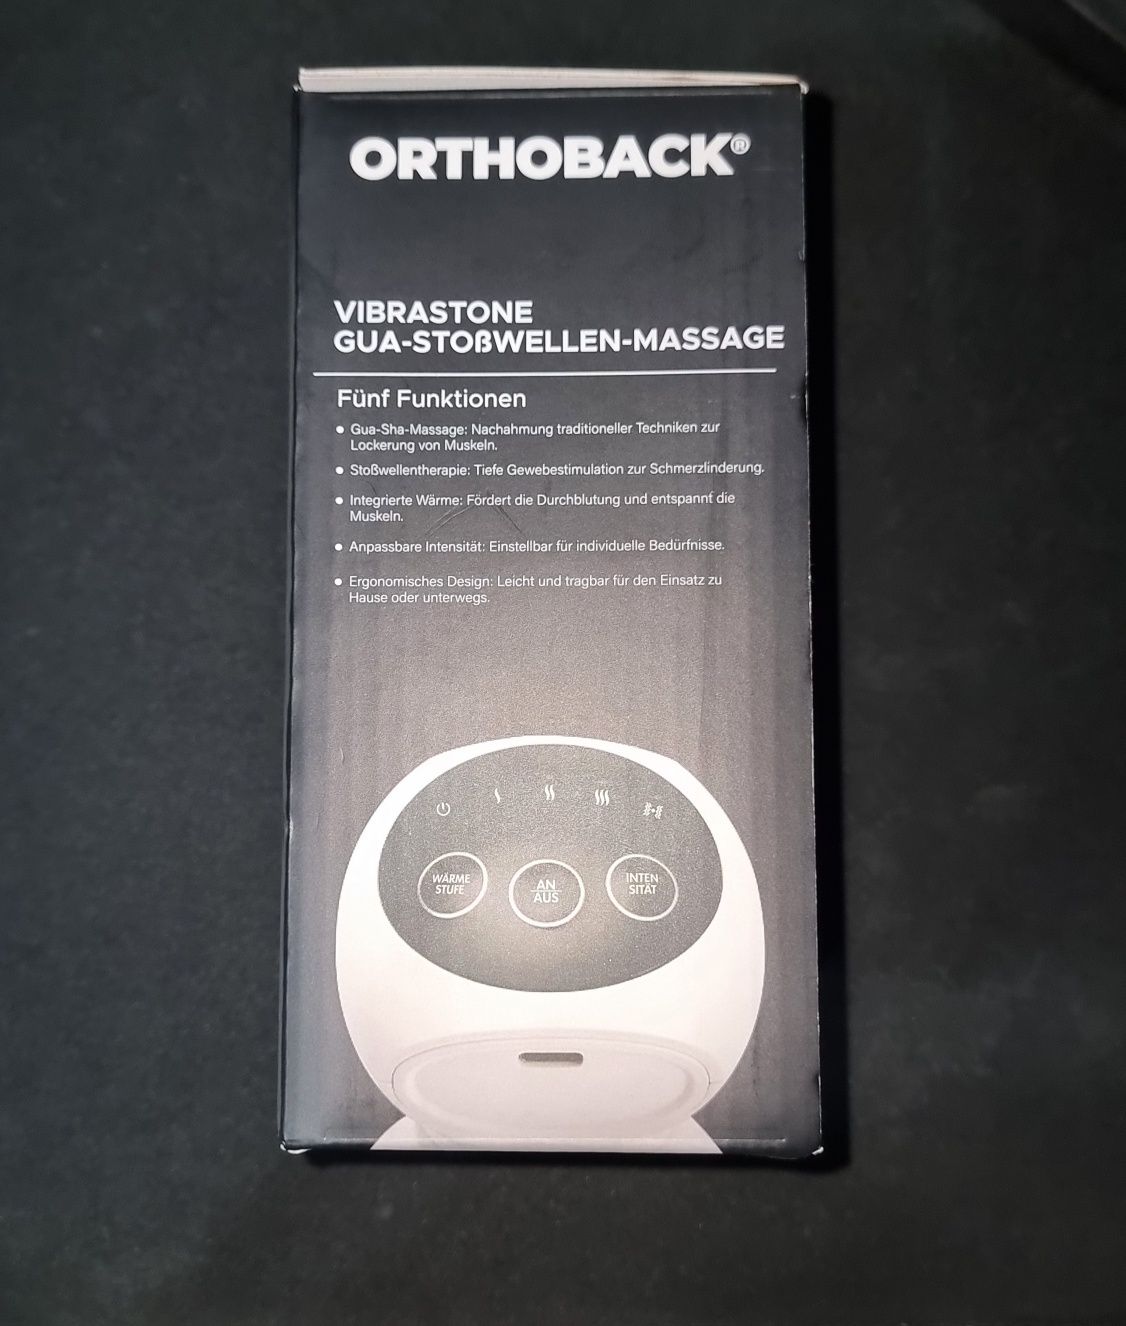 ORTHOBACK®
VIBRASTONE
GUA-STOßWELLEN-MASSAGE
Fünf Funktionen
• Gua-Sha-Massage: Nachahmung traditioneller Techniken zur
Lockerung von Muskeln.
• Stoßwellentherapie: Tiefe Gewebestimulation zur Schmerzlinderung.
• Integrierte Wärme: Fördert die Durchblutung und entspannt die
Muskeln.
• Anpassbare Intensität: Einstellbar für individuelle Bedürfnisse.
• Ergonomisches Design: Leicht und tragbar für den Einsatz zu
Hause oder unterwegs.
WÄRME
STUFE
AN
AUS
INTEN
SITÄT